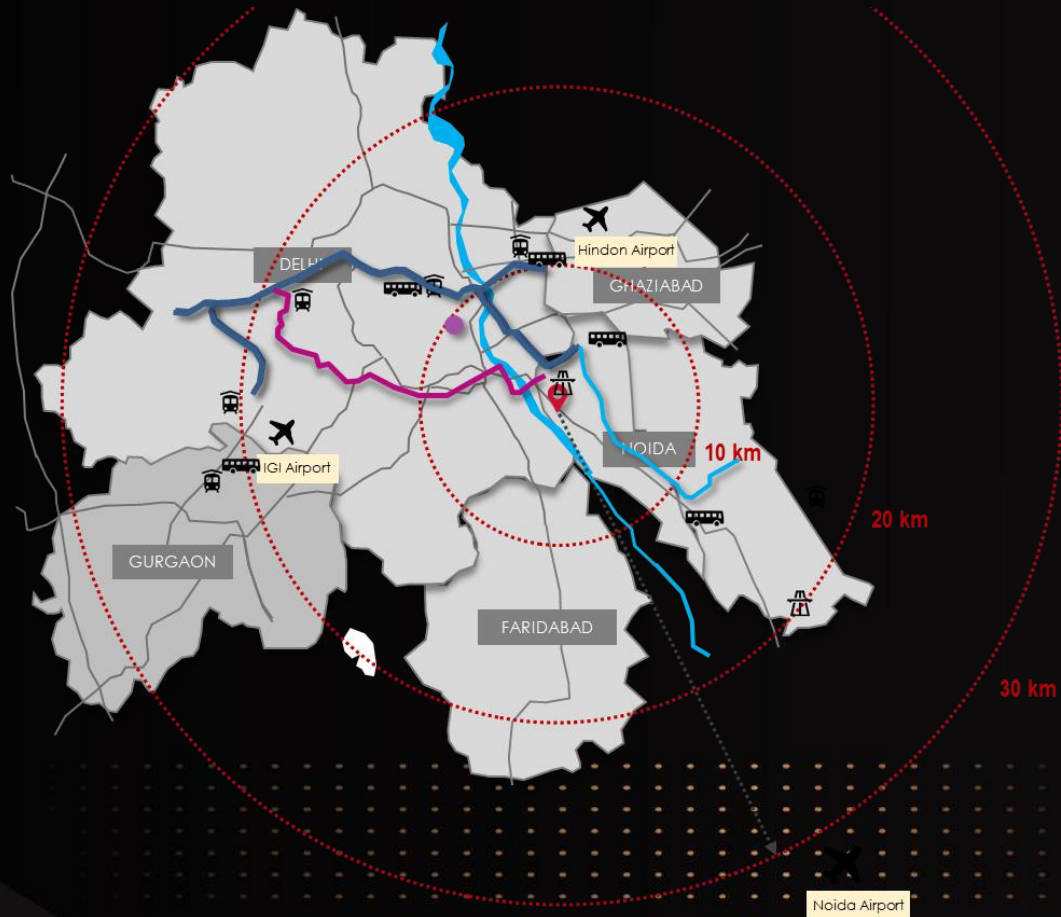 Hindon Airport
DELHI
GHAZIABAD
NOIDA
10 km
IGI Airport
20 km
GURGAON
FARIDABAD
30 km
Noida Airport